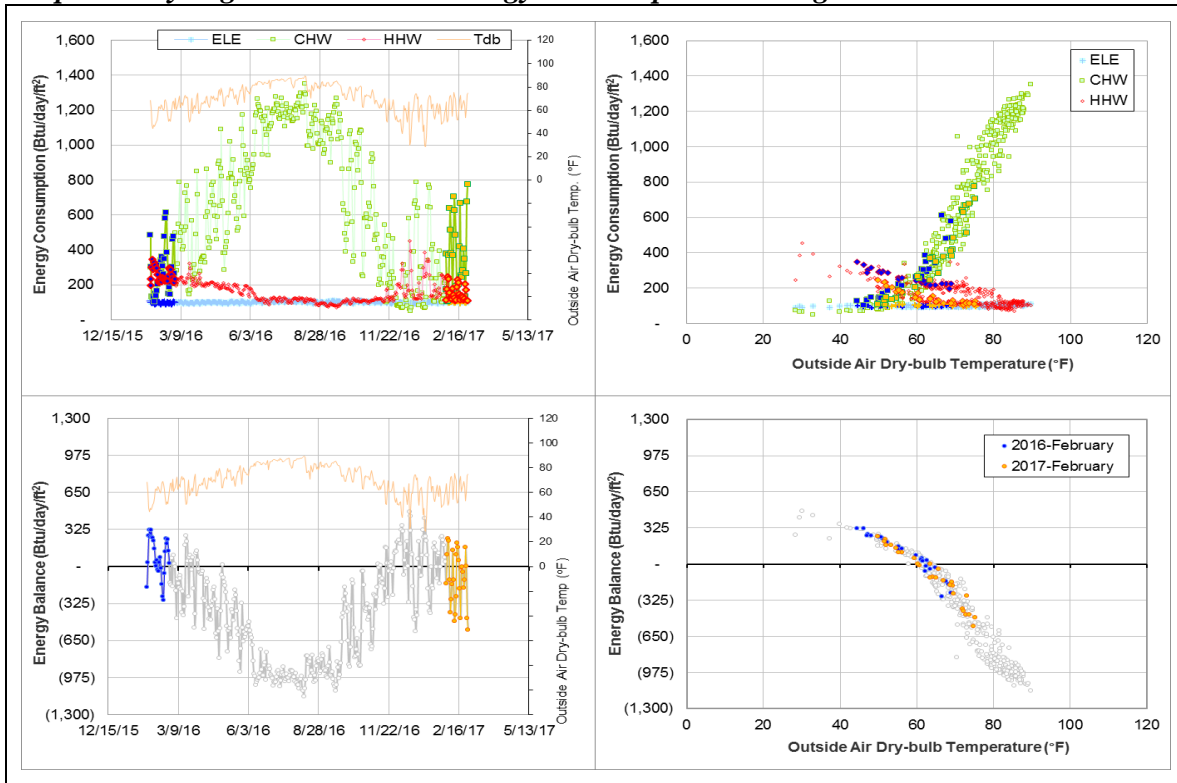 ELE CHW HHW Tdb
1,600
1,400
1,200
1,000
800
600
400
200
-
Energy Consumption (Btu/day/ft²)
120
100
80
60
40
20
0
Outside Air Dry-bulb Temp. (°F)
12/15/15 3/9/16 6/3/16 8/28/16 11/22/16 2/16/17 5/13/17
1,600
1,400
1,200
1,000
800
600
400
200
-
Energy Consumption (Btu/day/ft²)
ELE
CHW
HHW
0 20 40 60 80 100 120
Outside Air Dry-bulb Temperature (°F)
1,300
975
650
325
-
(325)
(650)
(975)
(1,300)
Energy Balance (Btu/day/ft²)
120
100
80
60
40
20
0
Outside Air Dry-bulb Temp (°F)
12/15/15 3/9/16 6/3/16 8/28/16 11/22/16 2/16/17 5/13/17
1,300
975
650
325
-
(325)
(650)
(975)
(1,300)
Energy Balance (Btu/day/ft²)
2016-February
2017-February
0 20 40 60 80 100 120
Outside Air Dry-bulb Temperature (°F)